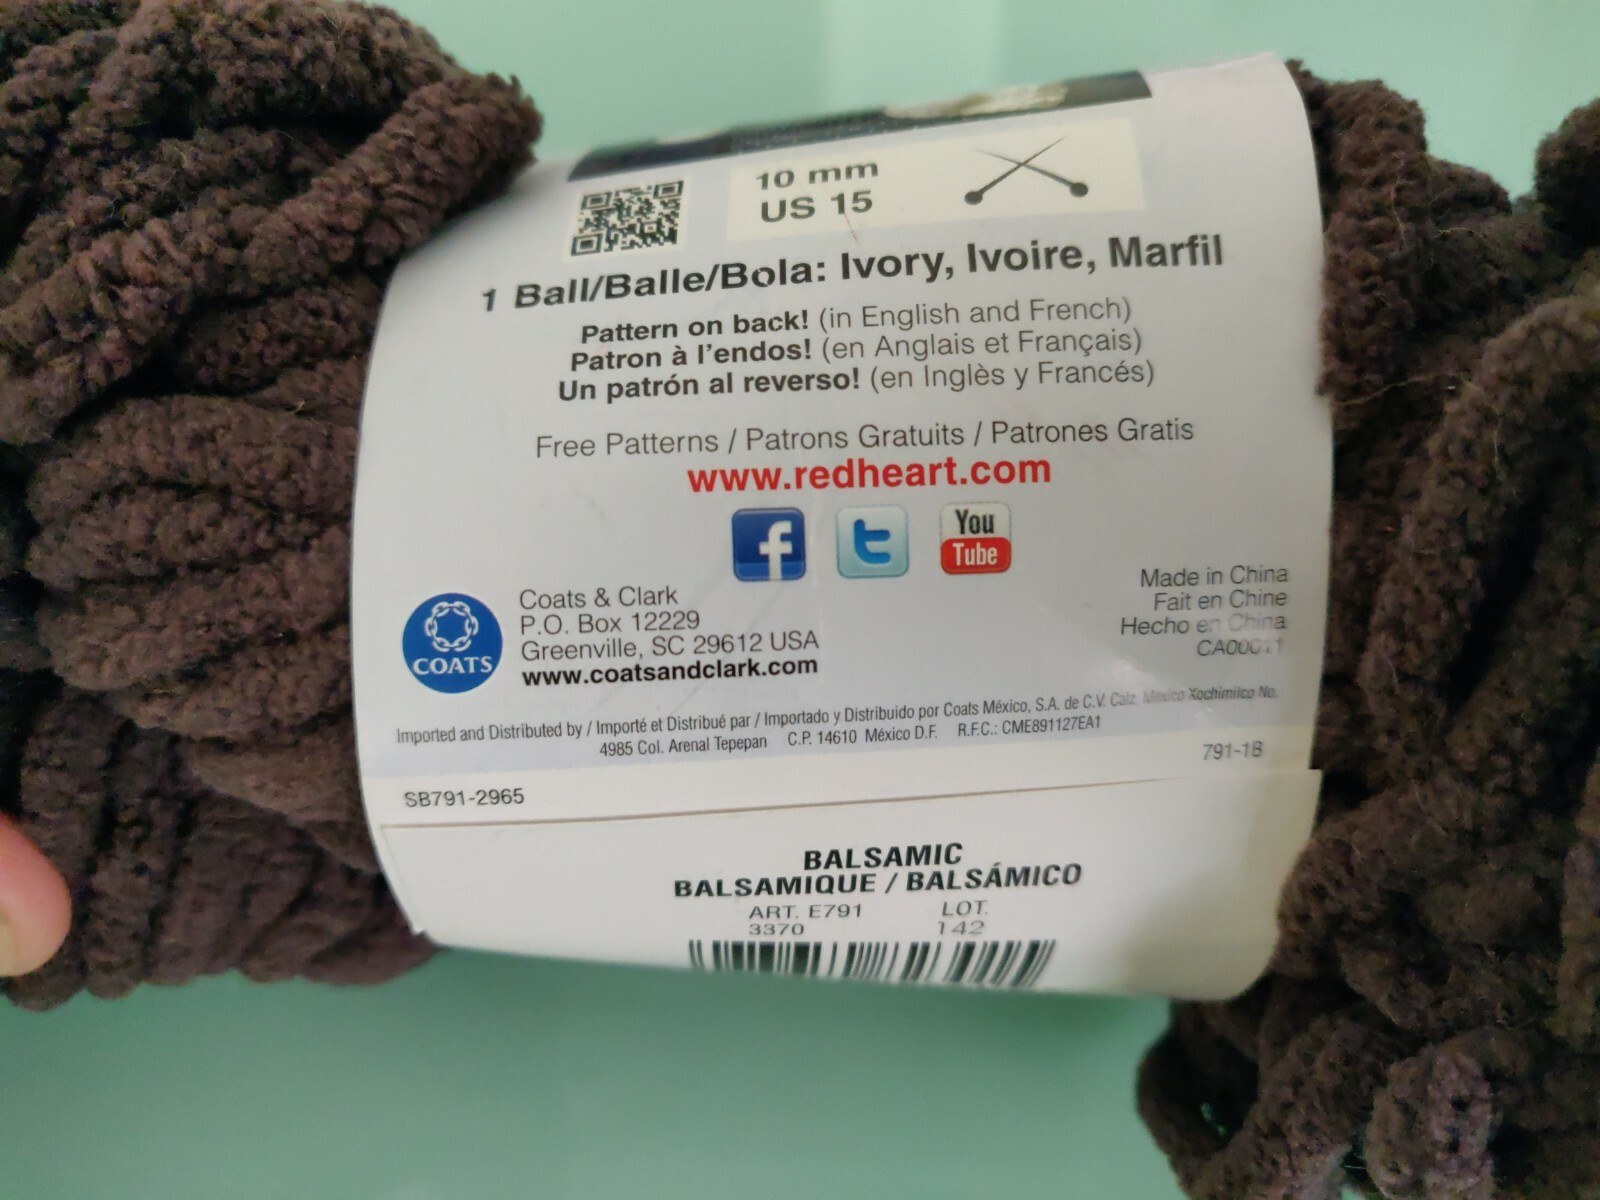 10 mm
US 15
1 Ball/Balle/Bola: Ivory, Ivoire, Marfil
Pattern on back! (in English and French)
Patron à l'endos! (en Anglais et Français)
Un patrón al reverso! (en Inglès y Francés)
Free Patterns / Patrons Gratuits / Patrones Gratis
www.redheart.com
f
t
You
Tube
COATS
Coats & Clark
P.O. Box 12229
Greenville, SC 29612 USA
www.coatsandclark.com
Made in China
Fait en Chine
Hecho en China
Imported and Distributed by / Importé et Distribué par / Importado y Distribuido por Coats México, S.A. de C.V. Calz. México Xochimilco No.
4985 Col. Arenal Tepepan C.P. 14610 México D.F. R.F.C.: CME891127EA1
791-1B
SB791-2965
BALSAMIC
BALSAMIQUE / BALSÁMICO
ART. E791 LOT.
3370 142